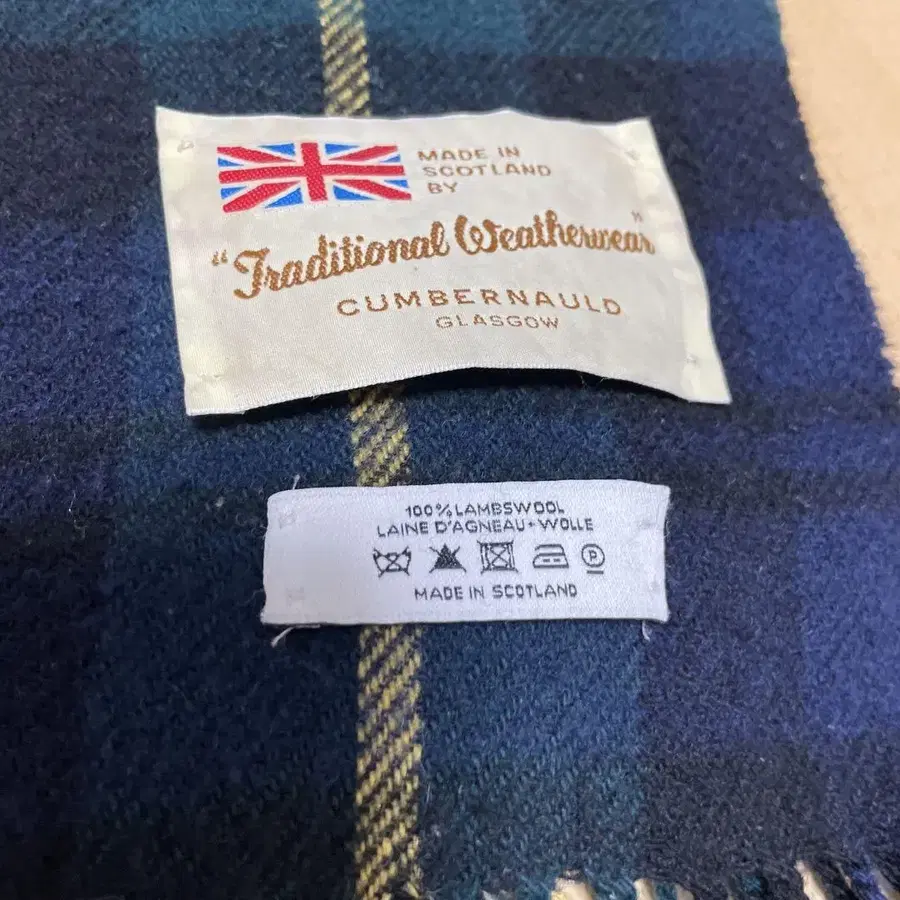 MADE IN
SCOTLAND
BY
"Traditional Weatherwear"
CUMBERNAULD
GLASGOW
100% LAMBSWOOL
LAINE D'AGNEAU • WOLLE
P
MADE IN SCOTLAND